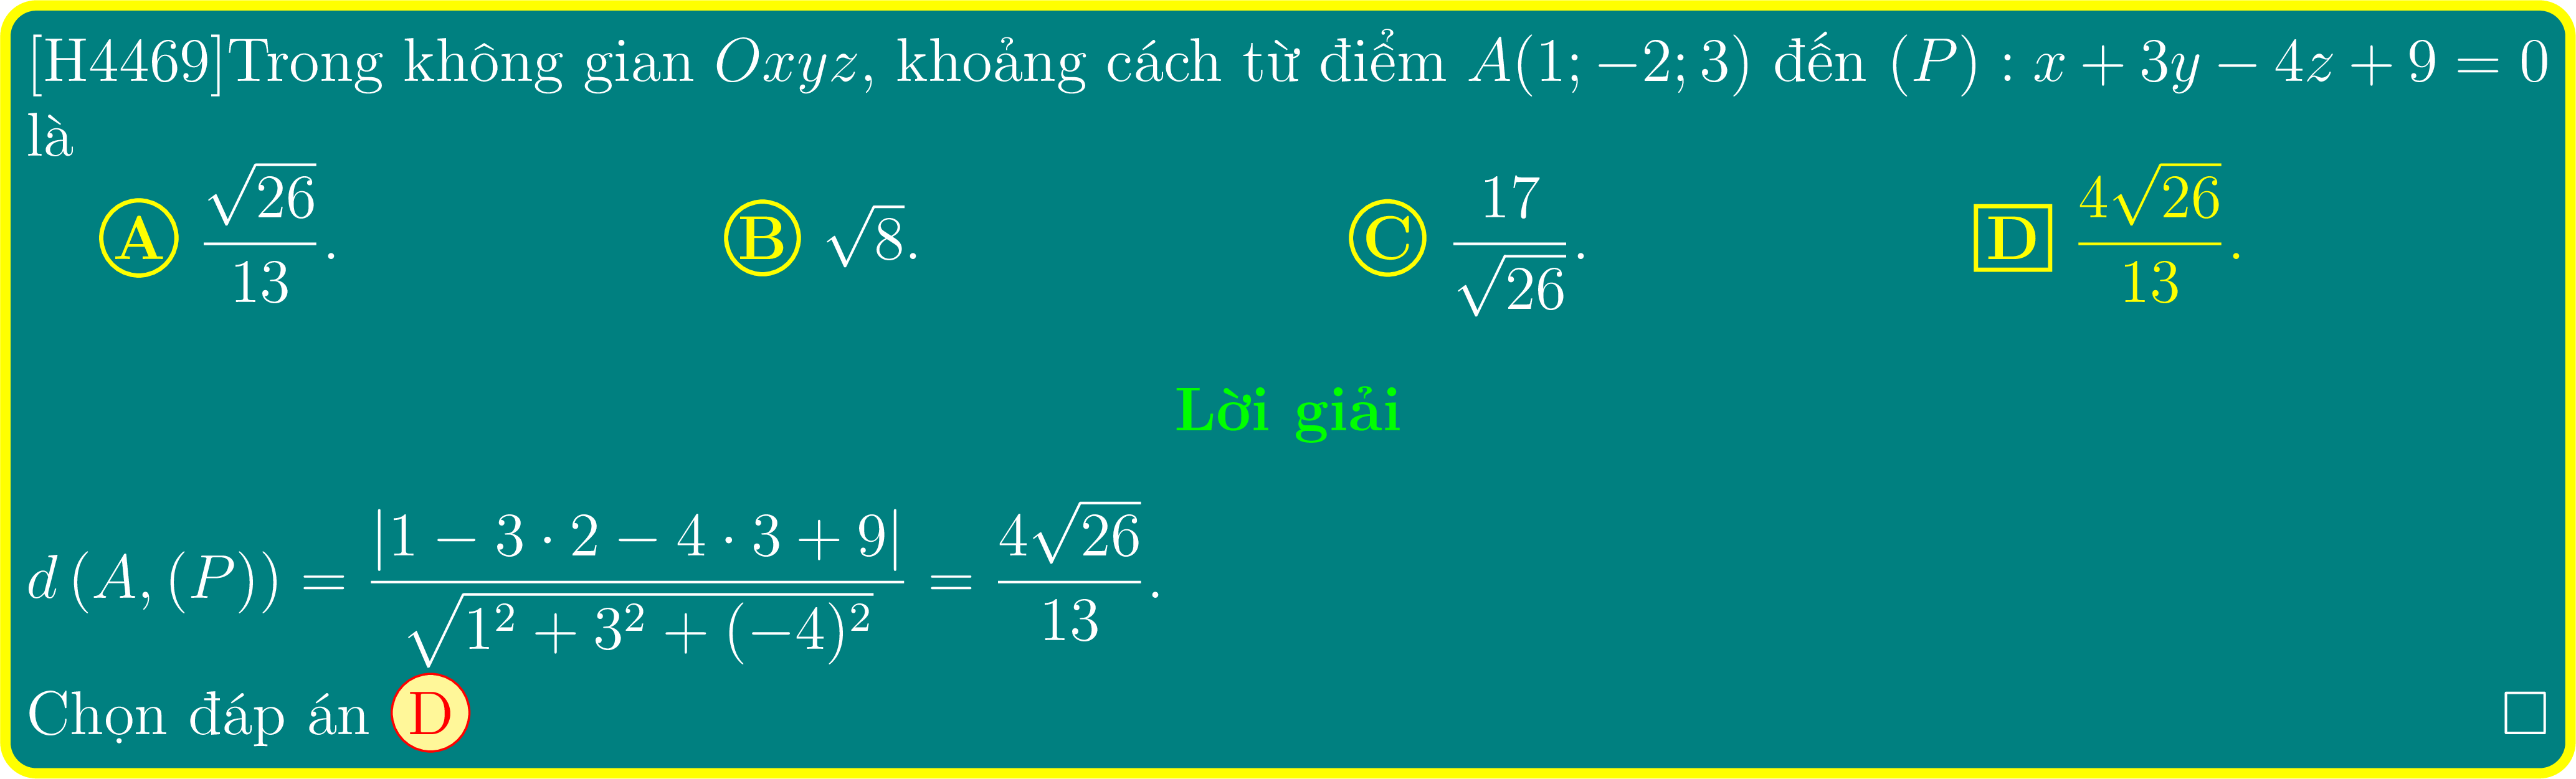 [H4469]Trong không gian $Oxyz$, khoảng cách từ điểm $A(1;-2;3)$ đến $(P): x+3y-4z+9=0$
là
A $\frac{\sqrt{26}}{13}$. B $\sqrt{8}$. C $\frac{17}{\sqrt{26}}$. D $\frac{4\sqrt{26}}{13}$.
Lời giải
$d(A,(P)) = \frac{|1-3\cdot 2-4\cdot 3+9|}{\sqrt{1^2+3^2+(-4)^2}} = \frac{4\sqrt{26}}{13}$.
Chọn đáp án D □